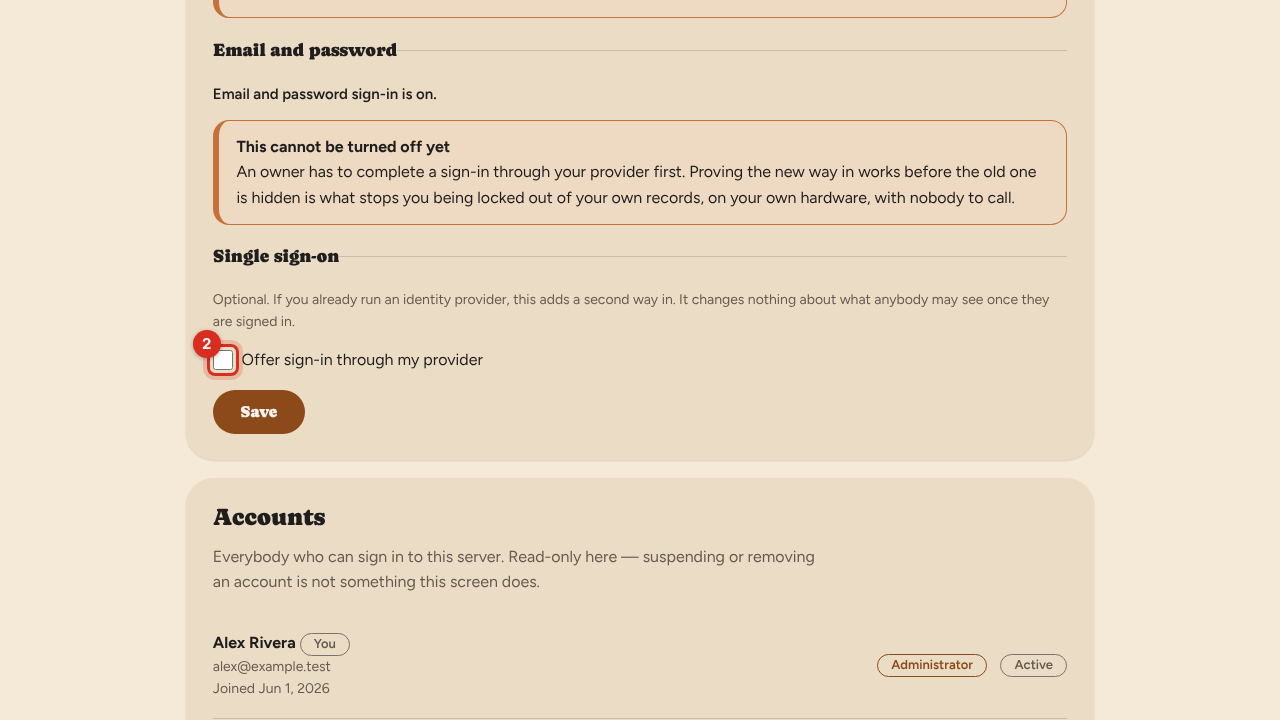 Email and password
Email and password sign-in is on.
This cannot be turned off yet
An owner has to complete a sign-in through your provider first. Proving the new way in works before the old one
is hidden is what stops you being locked out of your own records, on your own hardware, with nobody to call.
Single sign-on
Optional. If you already run an identity provider, this adds a second way in. It changes nothing about what anybody may see once they
are signed in.
2
Offer sign-in through my provider
Save
Accounts
Everybody who can sign in to this server. Read-only here — suspending or removing
an account is not something this screen does.
Alex Rivera You
alex@example.test
Administrator Active
Joined Jun 1, 2026